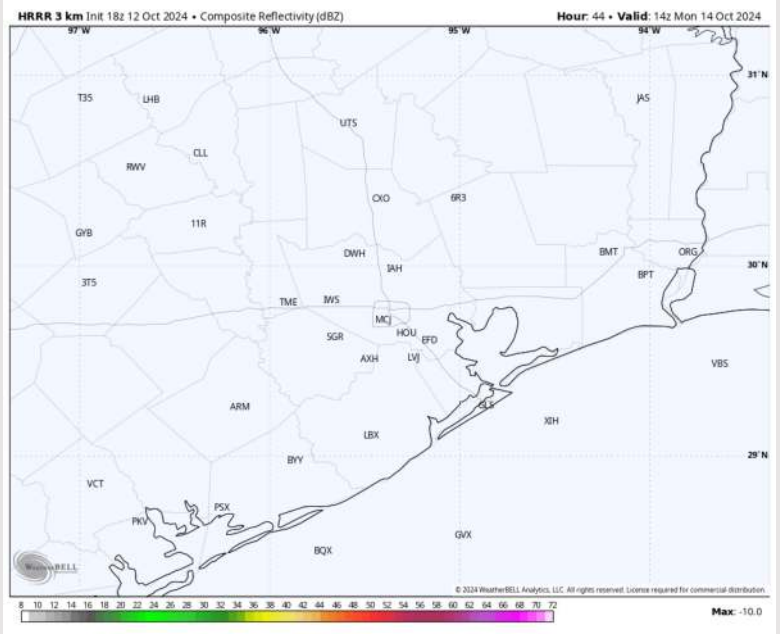 HRRR 3 km Init 18z 12 Oct 2024 • Composite Reflectivity (dBZ) Hour: 44 • Valid: 14z Mon 14 Oct 2024
97°W 96°W 95°W 94°W
31°N
T35 LHB JAS
UTS
CLL
RWV
CXO 6R3
11R
GYB
DWH BMT ORG
IAH 30°N
BPT
3T5
TME IWS
MCJ
SGR HOU EFD
AXH LVJ
VBS
ARM GLS
XIH
LBX
BYY 29°N
VCT
PSX
PKV
GVX
BQX
WeatherBELL
© 2024 WeatherBELL Analytics, LLC. All rights reserved. License required for commercial distribution.
8 10 12 14 16 18 20 22 24 26 28 30 32 34 36 38 40 42 44 46 48 50 52 54 56 58 60 62 64 66 68 70 72
Max: -10.0